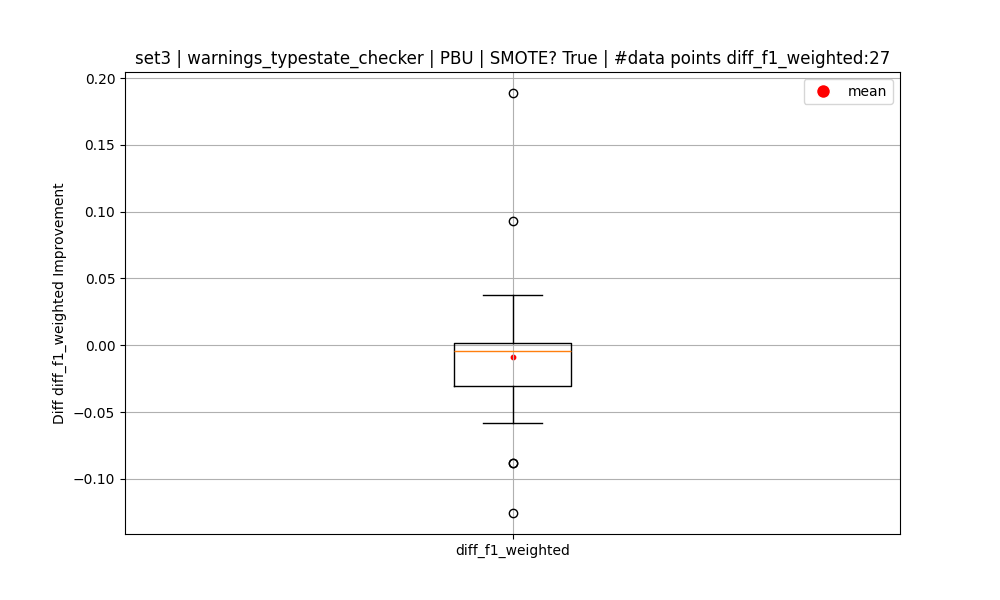 set3 | warnings_typestate_checker | PBU | SMOTE? True | #data points diff_f1_weighted:27
mean
0.20
0.15
0.10
0.05
0.00
−0.05
−0.10
Diff diff_f1_weighted Improvement
diff_f1_weighted